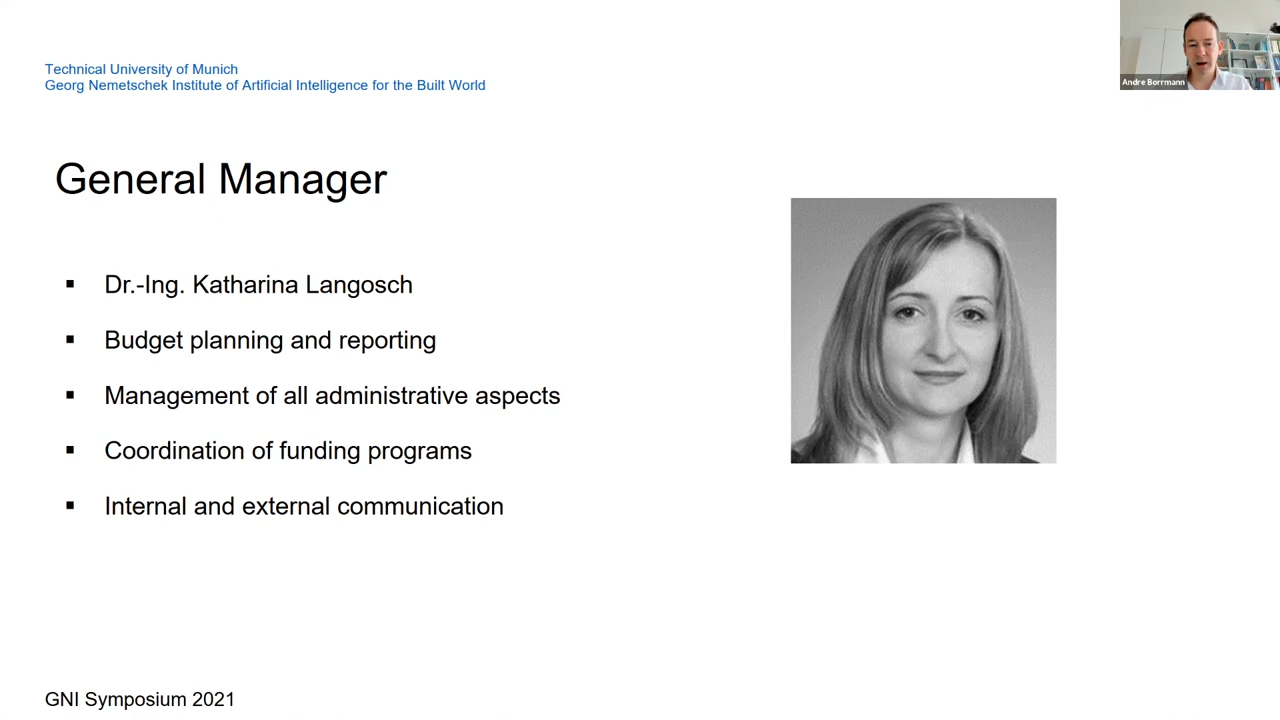 Technical University of Munich
Georg Nemetschek Institute of Artificial Intelligence for the Built World
Andre Borrmann
General Manager
▪ Dr.-Ing. Katharina Langosch
▪ Budget planning and reporting
▪ Management of all administrative aspects
▪ Coordination of funding programs
▪ Internal and external communication
GNI Symposium 2021